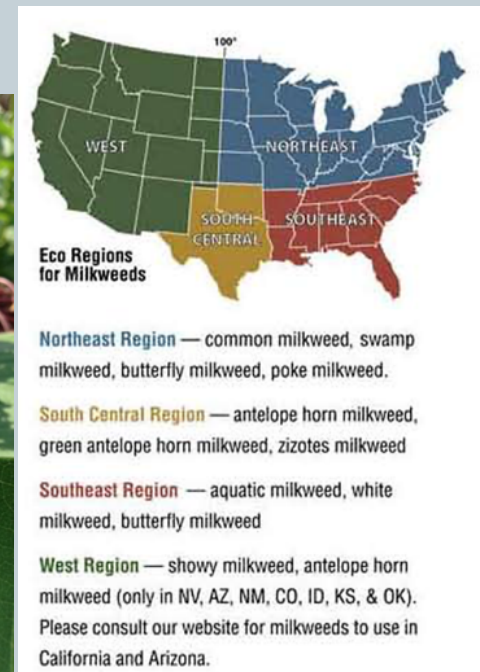 100°
WEST
NORTHEAST
SOUTH
CENTRAL
SOUTHEAST
Eco Regions
for Milkweeds
Northeast Region — common milkweed, swamp
milkweed, butterfly milkweed, poke milkweed.
South Central Region — antelope horn milkweed,
green antelope horn milkweed, zizotes milkweed
Southeast Region — aquatic milkweed, white
milkweed, butterfly milkweed
West Region — showy milkweed, antelope horn
milkweed (only in NV, AZ, NM, CO, ID, KS, & OK).
Please consult our website for milkweeds to use in
California and Arizona.